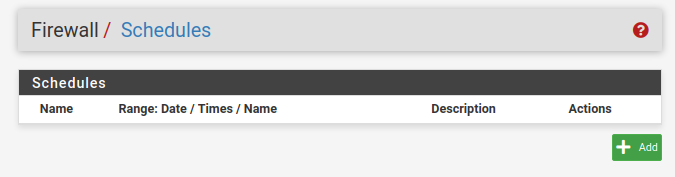 Firewall / Schedules
Schedules
Name Range: Date / Times / Name Description Actions
Add